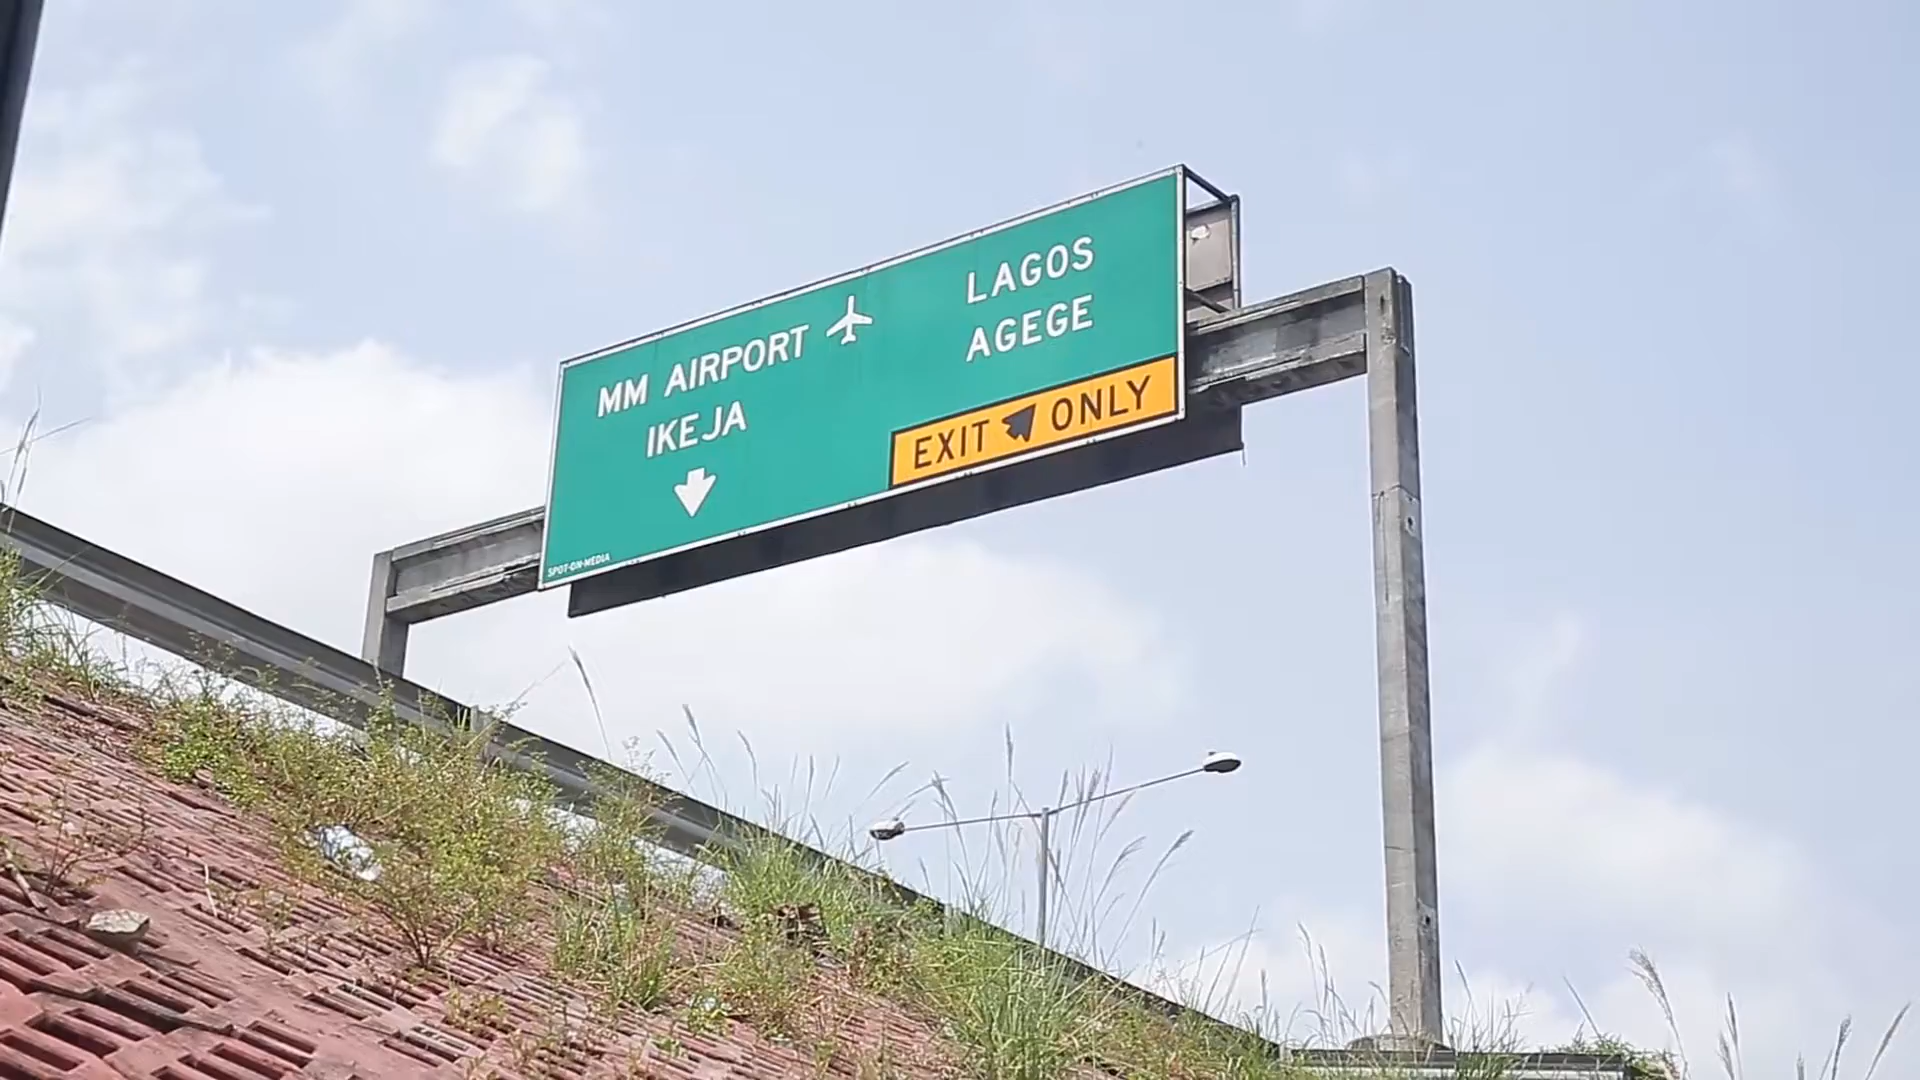 MM AIRPORT
IKEJA
LAGOS
AGEGE
EXIT ONLY
SPOT-ON-MEDIA